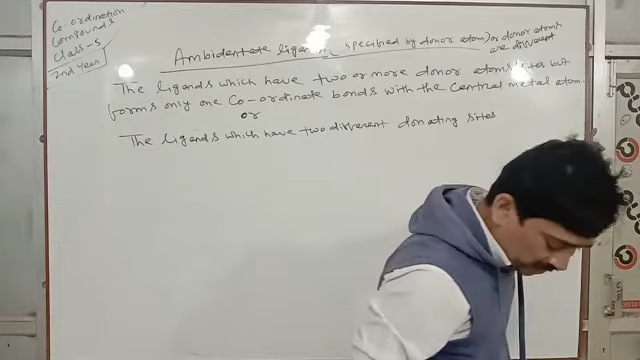 Co-ordination
Compounds
Class-5
2nd Year
Ambidentate ligand (specified by donor atom) or donor atoms
are different
The ligands which have two or more donor atoms/sites but
forms only one Co-ordinate bonds with the Central metal atom.
or
The ligands which have two different donating sites